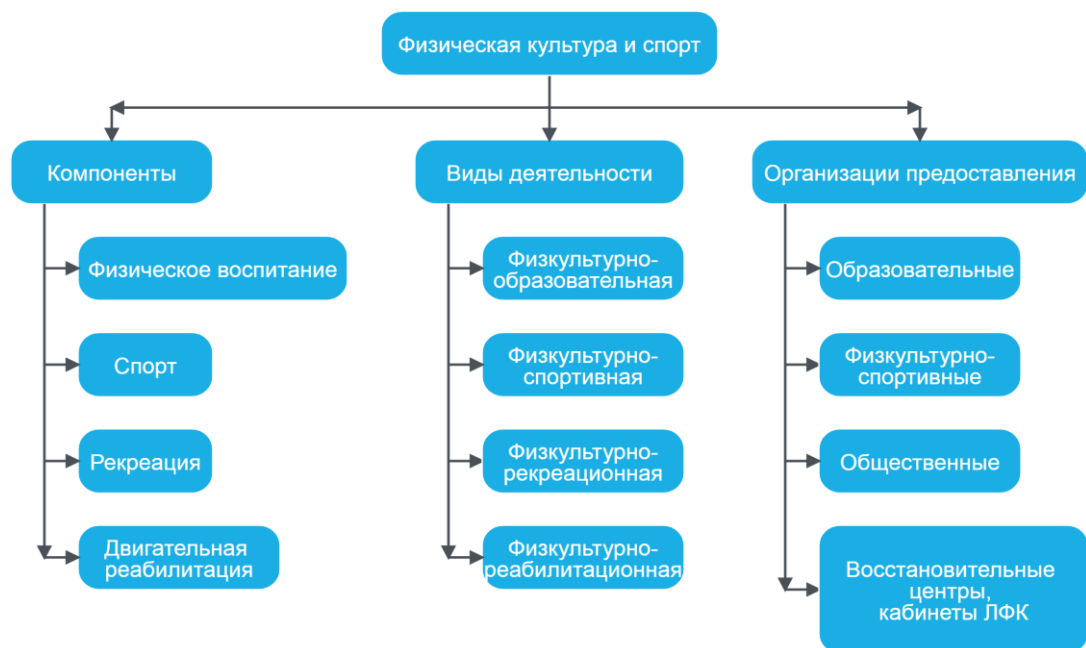 Физическая культура и спорт
Компоненты
Виды деятельности
Организации предоставления
Физическое воспитание
Физкультурно-
образовательная
Образовательные
Спорт
Физкультурно-
спортивная
Физкультурно-
спортивные
Рекреация
Физкультурно-
рекреационная
Общественные
Двигательная
реабилитация
Физкультурно-
реабилитационная
Восстановительные
центры,
кабинеты ЛФК